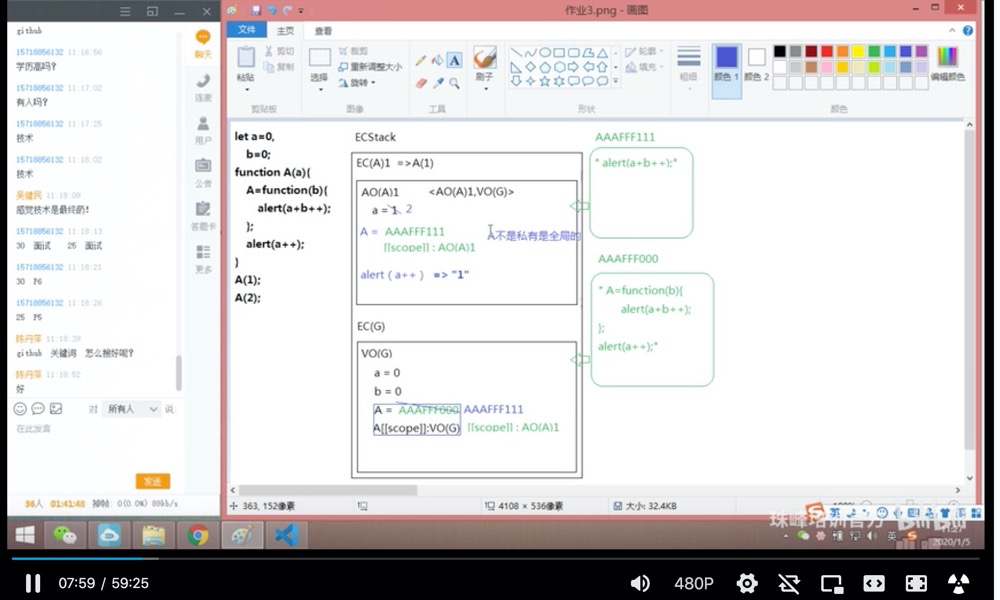 github
15718856132 11:16:56
学历高吗?
15718856132 11:17:02
有人吗?
15718856132 11:17:25
技术
15718856132 11:18:02
技术
吴健民 11:18:09
感觉技术是最终的!
15718856132 11:18:13
30 面试 25 面试
15718856132 11:18:21
30 P6
15718856132 11:18:26
25 P5
陈丹萍 11:18:39
github 关键词 怎么搜好呢?
陈丹萍 11:18:52
好
对 所有人 说
在此发言
发送
36人 01:41:48 掉帧: 0(0.0%) 89kb/s
聊天
连麦
用户
公告
答题卡
更多
作业3.png - 画图
文件 主页 查看
粘贴
剪切
复制
剪贴板
选择
裁剪
重新调整大小
旋转
图像
A
工具
刷子
轮廓
填充
形状
粗细
颜色 1
颜色 2
编辑颜色
颜色
let a=0,
b=0;
function A(a){
A=function(b){
alert(a+b++);
};
alert(a++);
}
A(1);
A(2);
ECStack
EC(A)1 =>A(1)
AO(A)1 <AO(A)1,VO(G)>
a = 1 2
A = AAAFFF111
[[scope]] : AO(A)1
A不是私有是全局的
alert ( a++ ) => "1"
EC(G)
VO(G)
a = 0
b = 0
A = AAAFFF000 AAAFFF111
A[[scope]]:VO(G) [[scope]] : AO(A)1
AAAFFF111
" alert(a+b++);"
AAAFFF000
" A=function(b){
alert(a+b++);
};
alert(a++);"
363, 152像素
4108 × 536像素
大小: 32.4KB
100%
珠峰培训官方
bilibili
英
11:27
2020/1/5
07:59 / 59:25
480P